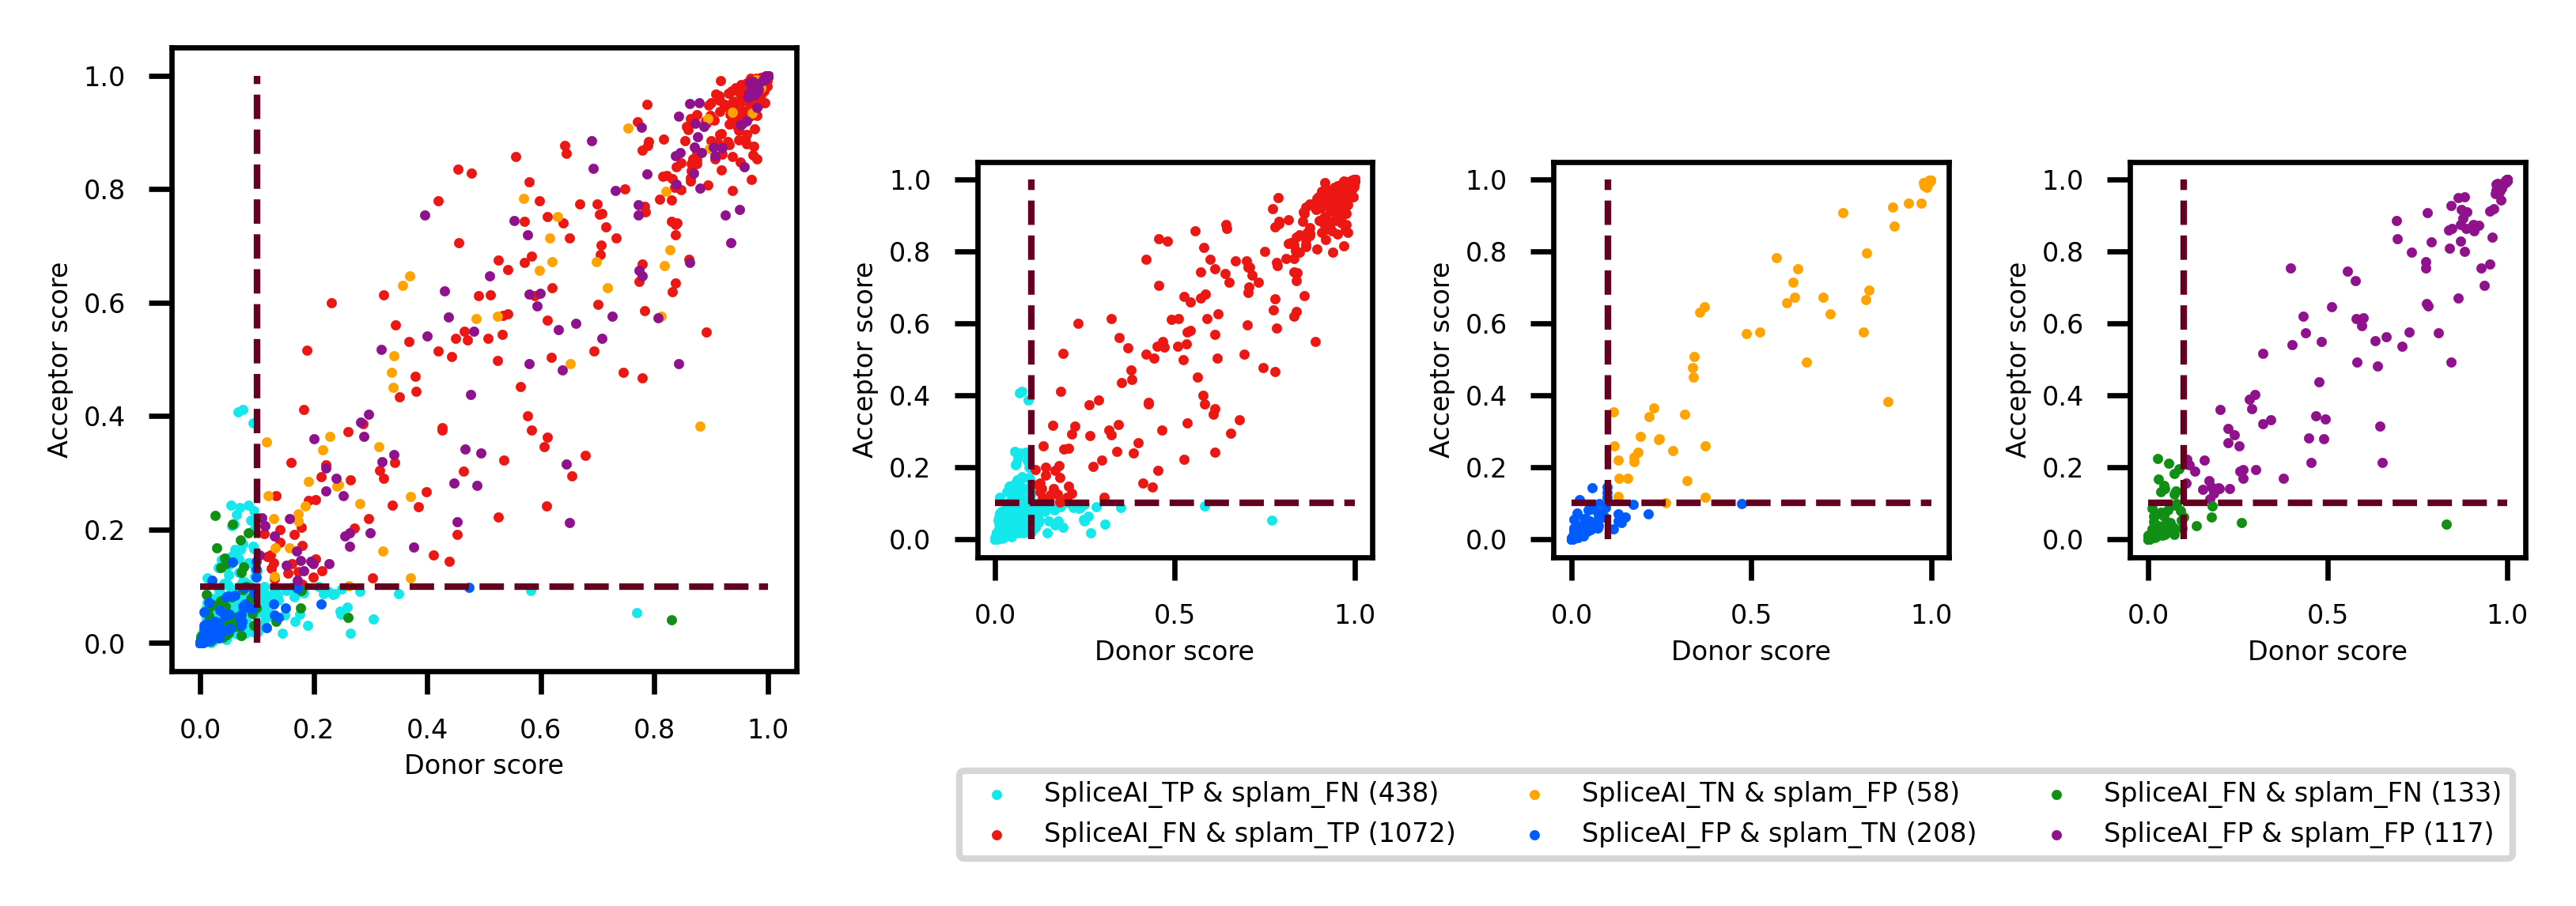 1.0
0.8
0.6
0.4
0.2
0.0
Acceptor score
0.0 0.2 0.4 0.6 0.8 1.0
Donor score
1.0
0.8
0.6
0.4
0.2
0.0
Acceptor score
0.0 0.5 1.0
Donor score
1.0
0.8
0.6
0.4
0.2
0.0
Acceptor score
0.0 0.5 1.0
Donor score
1.0
0.8
0.6
0.4
0.2
0.0
Acceptor score
0.0 0.5 1.0
Donor score
SpliceAI_TP & splam_FN (438)
SpliceAI_FN & splam_TP (1072)
SpliceAI_TN & splam_FP (58)
SpliceAI_FP & splam_TN (208)
SpliceAI_FN & splam_FN (133)
SpliceAI_FP & splam_FP (117)